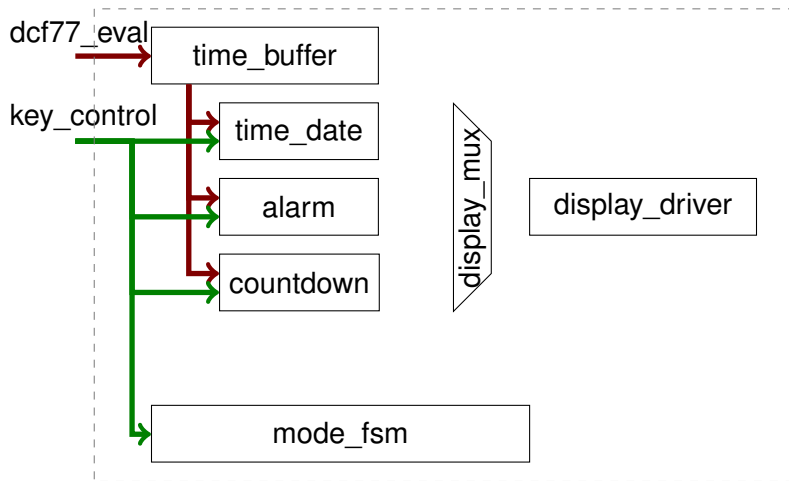 dcf77_eval
time_buffer
key_control
time_date
alarm
countdown
display_mux
display_driver
mode_fsm